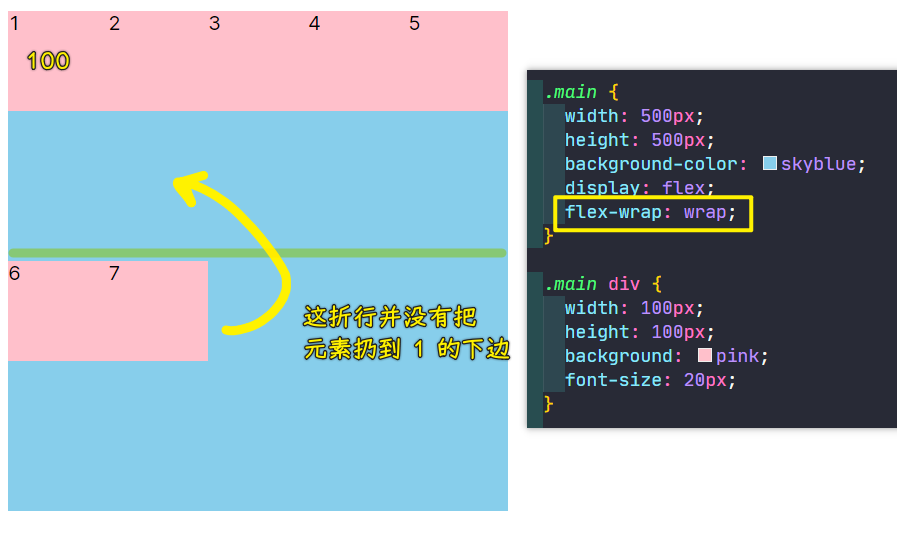 1 2 3 4 5
100
6 7
这折行并没有把
元素扔到 1 的下边
.main {
width: 500px;
height: 500px;
background-color: skyblue;
display: flex;
flex-wrap: wrap;
}
.main div {
width: 100px;
height: 100px;
background: pink;
font-size: 20px;
}